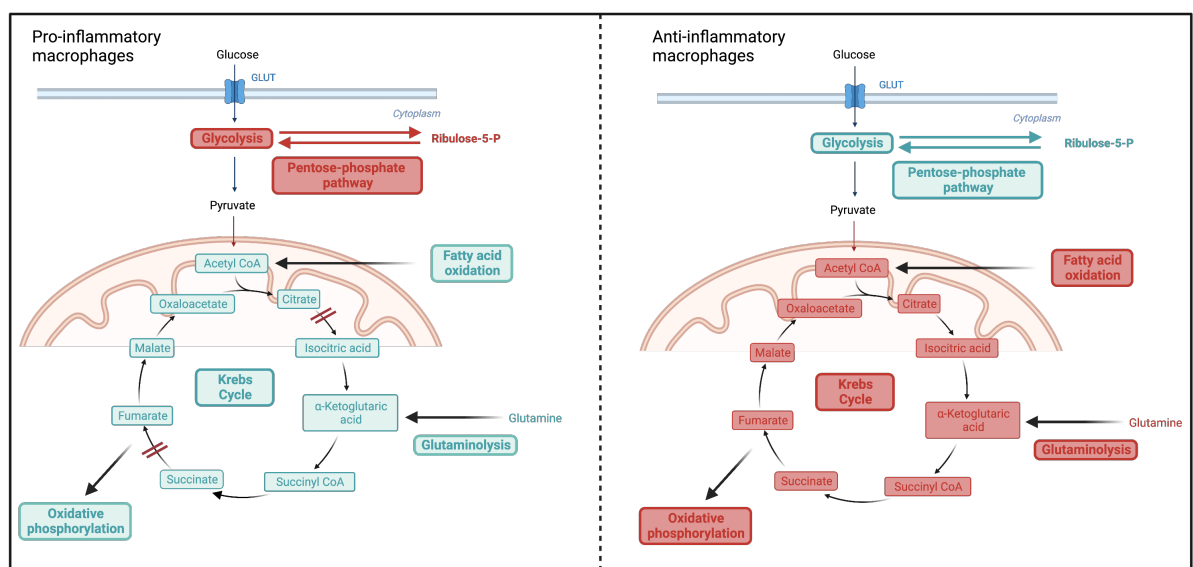 Pro-inflammatory
macrophages
Glucose
GLUT
Cytoplasm
Glycolysis
Ribulose-5-P
Pentose-phosphate
pathway
Pyruvate
Acetyl CoA
Fatty acid
oxidation
Oxaloacetate
Citrate
Malate
Isocitric acid
Krebs
Cycle
Fumarate
α-Ketoglutaric
acid
Glutamine
Glutaminolysis
Succinate
Succinyl CoA
Oxidative
phosphorylation
Anti-inflammatory
macrophages
Glucose
GLUT
Cytoplasm
Glycolysis
Ribulose-5-P
Pentose-phosphate
pathway
Pyruvate
Acetyl CoA
Fatty acid
oxidation
Oxaloacetate
Citrate
Malate
Isocitric acid
Krebs
Cycle
Fumarate
α-Ketoglutaric
acid
Glutamine
Glutaminolysis
Succinate
Succinyl CoA
Oxidative
phosphorylation